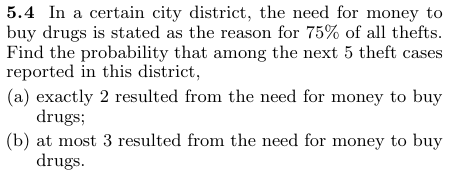 5.4 In a certain city district, the need for money to
buy drugs is stated as the reason for 75% of all thefts.
Find the probability that among the next 5 theft cases
reported in this district,
(a) exactly 2 resulted from the need for money to buy
drugs;
(b) at most 3 resulted from the need for money to buy
drugs.